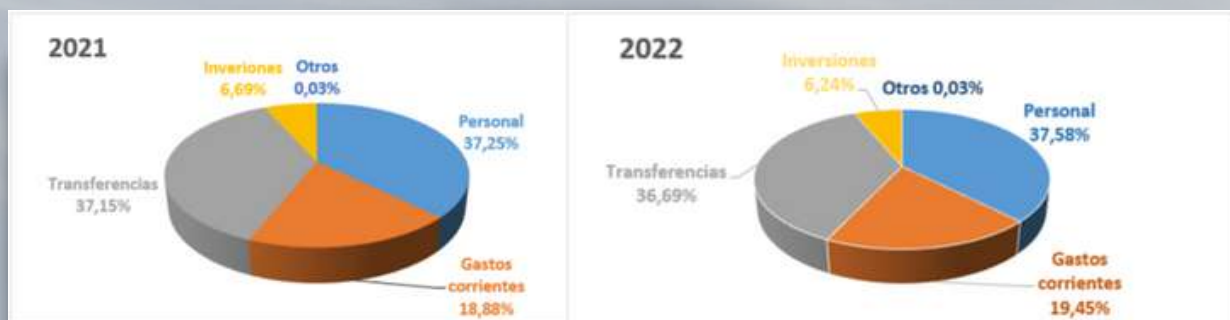 2021
Inveriones
6,69%
Otros
0,03%
Personal
37,25%
Transferencias
37,15%
Gastos
corrientes
18,88%
2022
Inversiones
6,24%
Otros 0,03%
Personal
37,58%
Transferencias
36,69%
Gastos
corrientes
19,45%